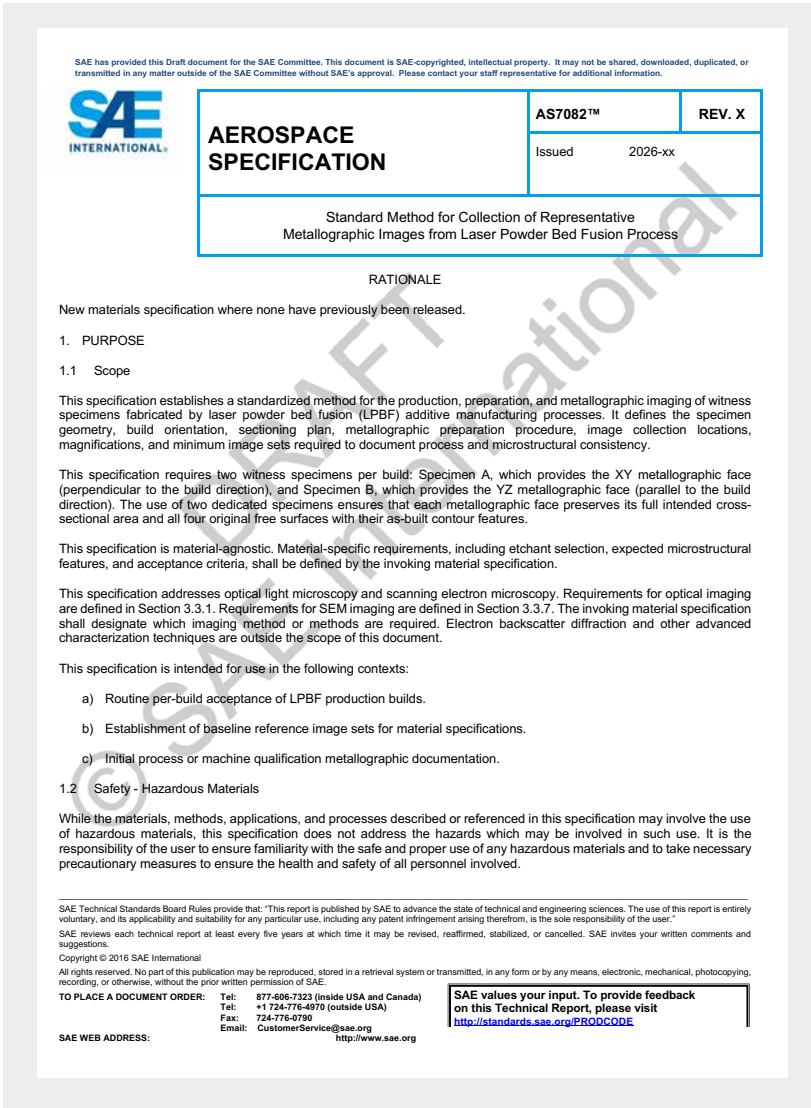 SAE has provided this Draft document for the SAE Committee. This document is SAE-copyrighted, intellectual property. It may not be shared, downloaded, duplicated, or
transmitted in any matter outside of the SAE Committee without SAE's approval. Please contact your staff representative for additional information.
SAE
INTERNATIONAL®
AEROSPACE
SPECIFICATION
AS7082™
REV. X
Issued 2026-xx
Standard Method for Collection of Representative
Metallographic Images from Laser Powder Bed Fusion Process
RATIONALE
New materials specification where none have previously been released.
1. PURPOSE
1.1 Scope
This specification establishes a standardized method for the production, preparation, and metallographic imaging of witness
specimens fabricated by laser powder bed fusion (LPBF) additive manufacturing processes. It defines the specimen
geometry, build orientation, sectioning plan, metallographic preparation procedure, image collection locations,
magnifications, and minimum image sets required to document process and microstructural consistency.
This specification requires two witness specimens per build: Specimen A, which provides the XY metallographic face
(perpendicular to the build direction), and Specimen B, which provides the YZ metallographic face (parallel to the build
direction). The use of two dedicated specimens ensures that each metallographic face preserves its full intended cross-
sectional area and all four original free surfaces with their as-built contour features.
This specification is material-agnostic. Material-specific requirements, including etchant selection, expected microstructural
features, and acceptance criteria, shall be defined by the invoking material specification.
This specification addresses optical light microscopy and scanning electron microscopy. Requirements for optical imaging
are defined in Section 3.3.1. Requirements for SEM imaging are defined in Section 3.3.7. The invoking material specification
shall designate which imaging method or methods are required. Electron backscatter diffraction and other advanced
characterization techniques are outside the scope of this document.
This specification is intended for use in the following contexts:
a) Routine per-build acceptance of LPBF production builds.
b) Establishment of baseline reference image sets for material specifications.
c) Initial process or machine qualification metallographic documentation.
1.2 Safety - Hazardous Materials
While the materials, methods, applications, and processes described or referenced in this specification may involve the use
of hazardous materials, this specification does not address the hazards which may be involved in such use. It is the
responsibility of the user to ensure familiarity with the safe and proper use of any hazardous materials and to take necessary
precautionary measures to ensure the health and safety of all personnel involved.
DRAFT
© SAE International
SAE Technical Standards Board Rules provide that: "This report is published by SAE to advance the state of technical and engineering sciences. The use of this report is entirely
voluntary, and its applicability and suitability for any particular use, including any patent infringement arising therefrom, is the sole responsibility of the user."
SAE reviews each technical report at least every five years at which time it may be revised, reaffirmed, stabilized, or cancelled. SAE invites your written comments and
suggestions.
Copyright © 2016 SAE International
All rights reserved. No part of this publication may be reproduced, stored in a retrieval system or transmitted, in any form or by any means, electronic, mechanical, photocopying,
recording, or otherwise, without the prior written permission of SAE.
TO PLACE A DOCUMENT ORDER: Tel: 877-606-7323 (inside USA and Canada)
Tel: +1 724-776-4970 (outside USA)
Fax: 724-776-0790
Email: CustomerService@sae.org
SAE WEB ADDRESS: http://www.sae.org
SAE values your input. To provide feedback
on this Technical Report, please visit
http://standards.sae.org/PRODCODE